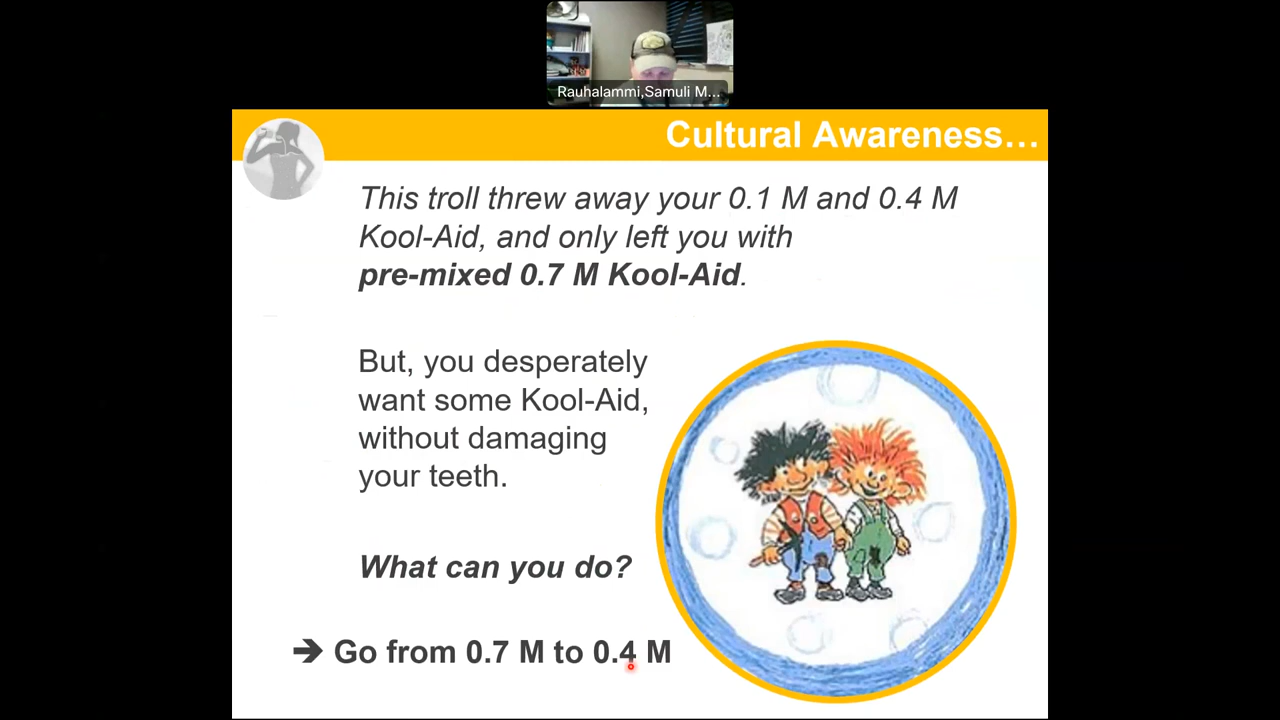 Rauhalammi,Samuli M...
Cultural Awareness...
This troll threw away your 0.1 M and 0.4 M
Kool-Aid, and only left you with
pre-mixed 0.7 M Kool-Aid.
But, you desperately
want some Kool-Aid,
without damaging
your teeth.
What can you do?
➔ Go from 0.7 M to 0.4 M